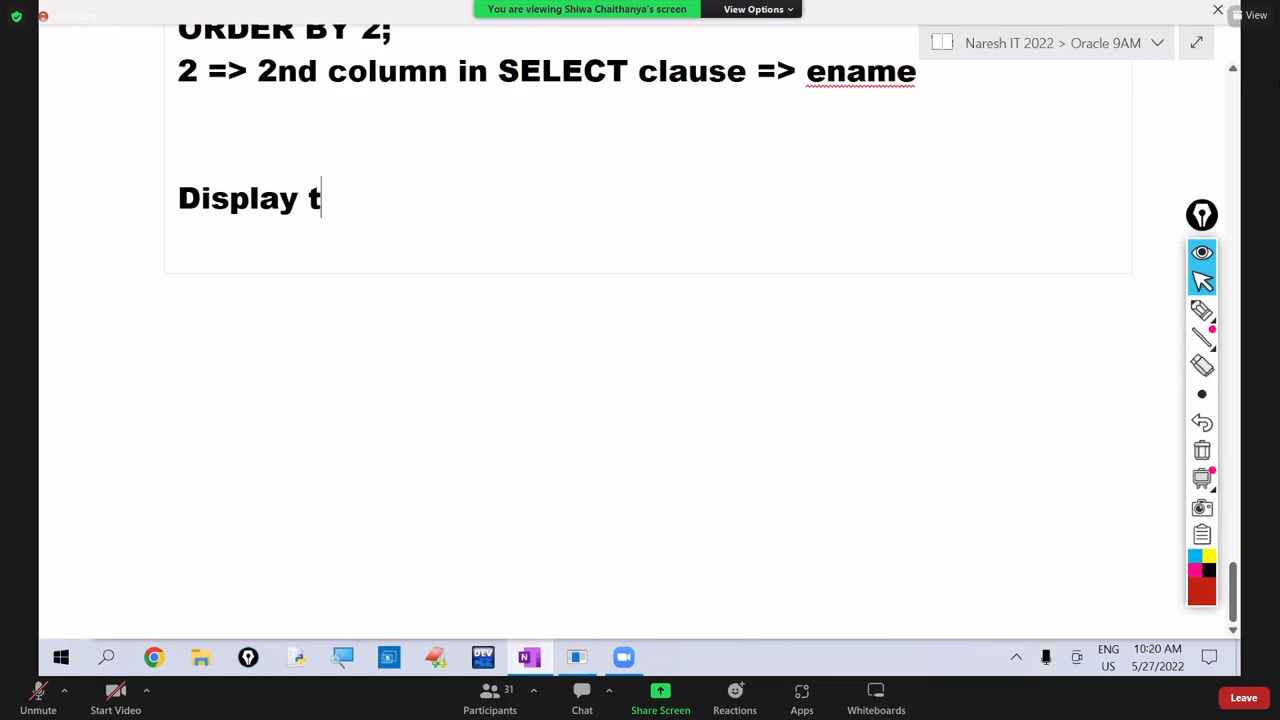 You are viewing Shiwa Chaithanya's screen
View Options
View
ORDER BY 2;
Naresh IT 2022 > Oracle 9AM
2 => 2nd column in SELECT clause => ename
Display t
DEV
ENG
US
10:20 AM
5/27/2022
Unmute
Start Video
31
Participants
Chat
Share Screen
Reactions
Apps
Whiteboards
Leave